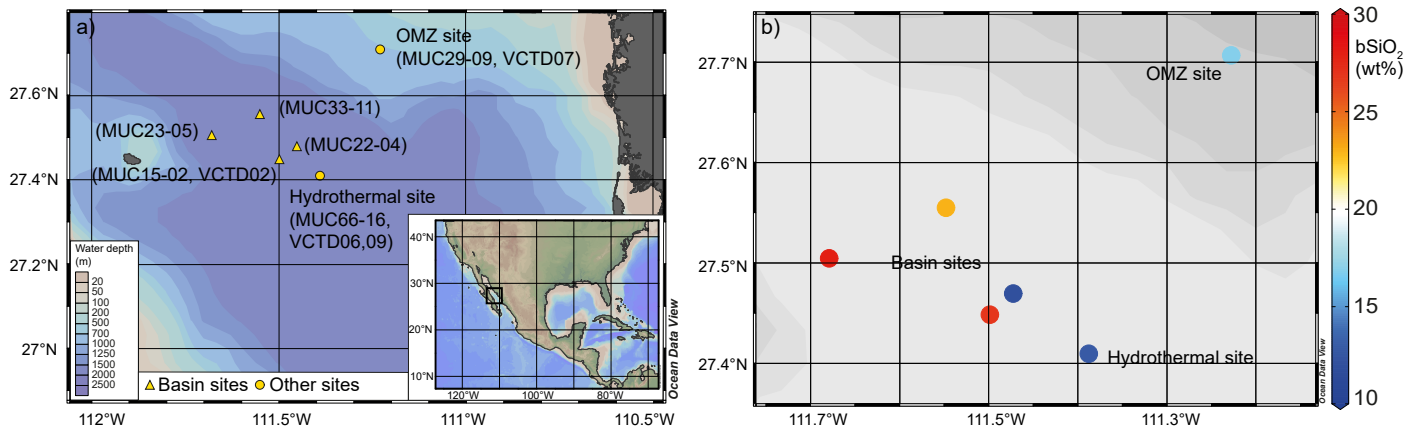 a)
OMZ site
(MUC29-09, VCTD07)
27.6°N
(MUC33-11)
(MUC23-05)
(MUC22-04)
(MUC15-02, VCTD02)
27.4°N
Hydrothermal site
(MUC66-16,
VCTD06,09)
27.2°N
27°N
Water depth
(m)
20
50
100
200
500
700
1000
1250
1500
2000
2500
Basin sites
Other sites
40°N
30°N
20°N
10°N
120°W
100°W
80°W
Ocean Data View
112°W
111.5°W
111°W
110.5°W
b)
OMZ site
27.7°N
27.6°N
Basin sites
27.5°N
Hydrothermal site
27.4°N
Ocean Data View
111.7°W
111.5°W
111.3°W
30
bSiO₂
(wt%)
25
20
15
10